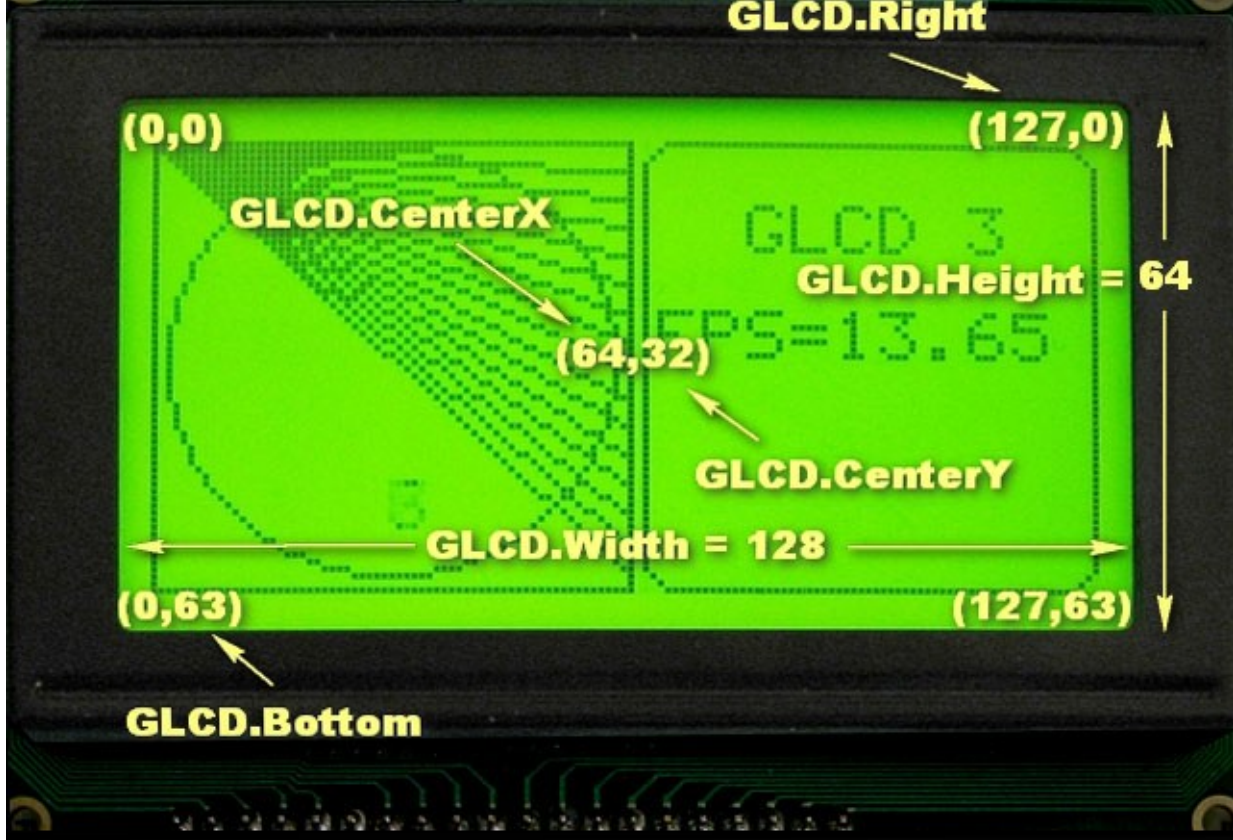 GLCD.Right
(0,0)
(127,0)
GLCD.CenterX
GLCD 3
GLCD.Height = 64
FPS=13.65
(64,32)
GLCD.CenterY
GLCD.Width = 128
(0,63)
(127,63)
GLCD.Bottom